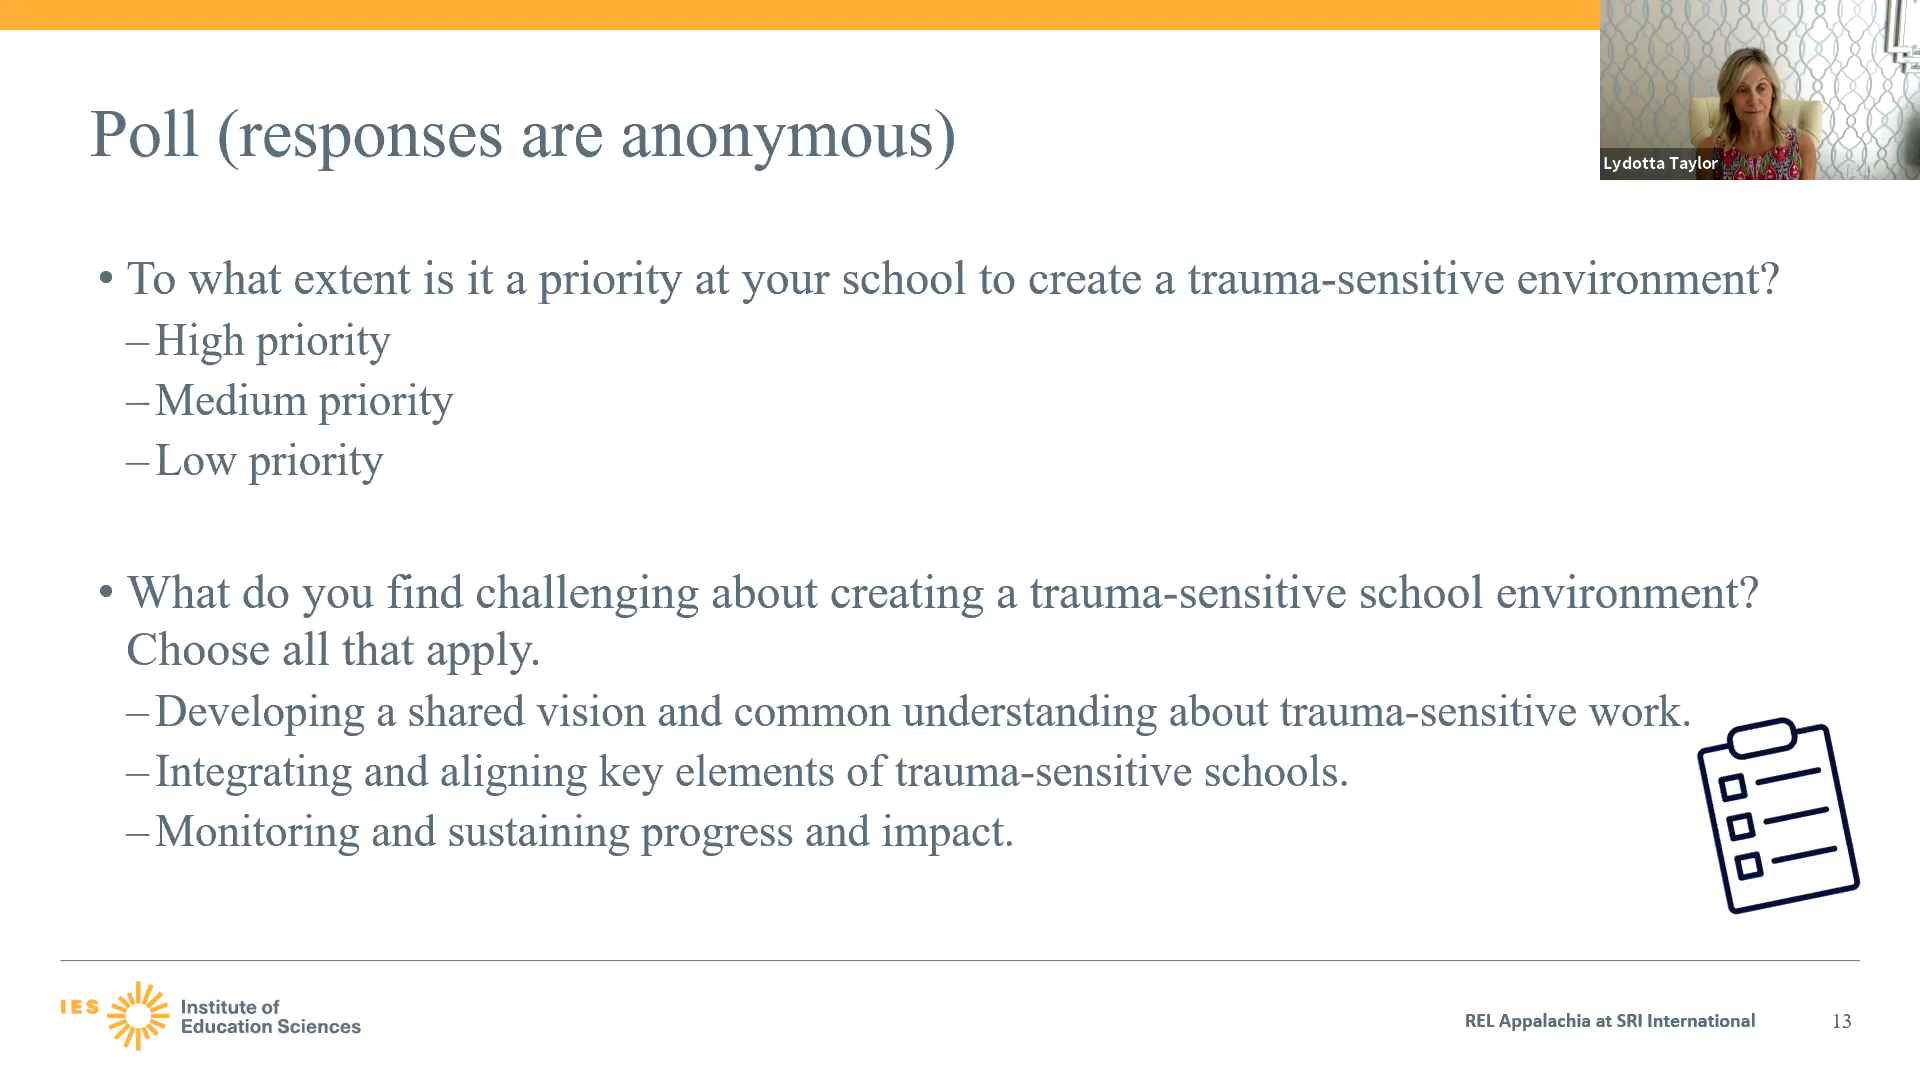 Poll (responses are anonymous)
Lydotta Taylor
• To what extent is it a priority at your school to create a trauma-sensitive environment?
– High priority
– Medium priority
– Low priority
• What do you find challenging about creating a trauma-sensitive school environment?
Choose all that apply.
– Developing a shared vision and common understanding about trauma-sensitive work.
– Integrating and aligning key elements of trauma-sensitive schools.
– Monitoring and sustaining progress and impact.
IES Institute of
Education Sciences
REL Appalachia at SRI International 13